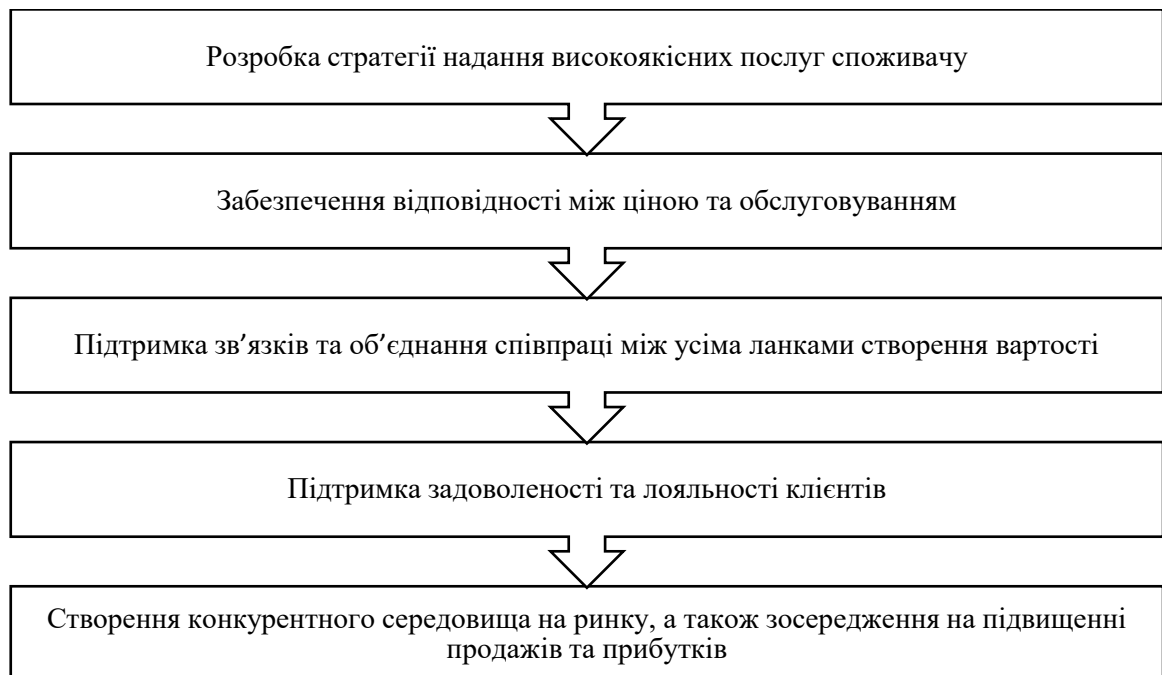 Розробка стратегії надання високоякісних послуг споживачу
Забезпечення відповідності між ціною та обслуговуванням
Підтримка зв’язків та об’єднання співпраці між усіма ланками створення вартості
Підтримка задоволеності та лояльності клієнтів
Створення конкурентного середовища на ринку, а також зосередження на підвищенні
продажів та прибутків